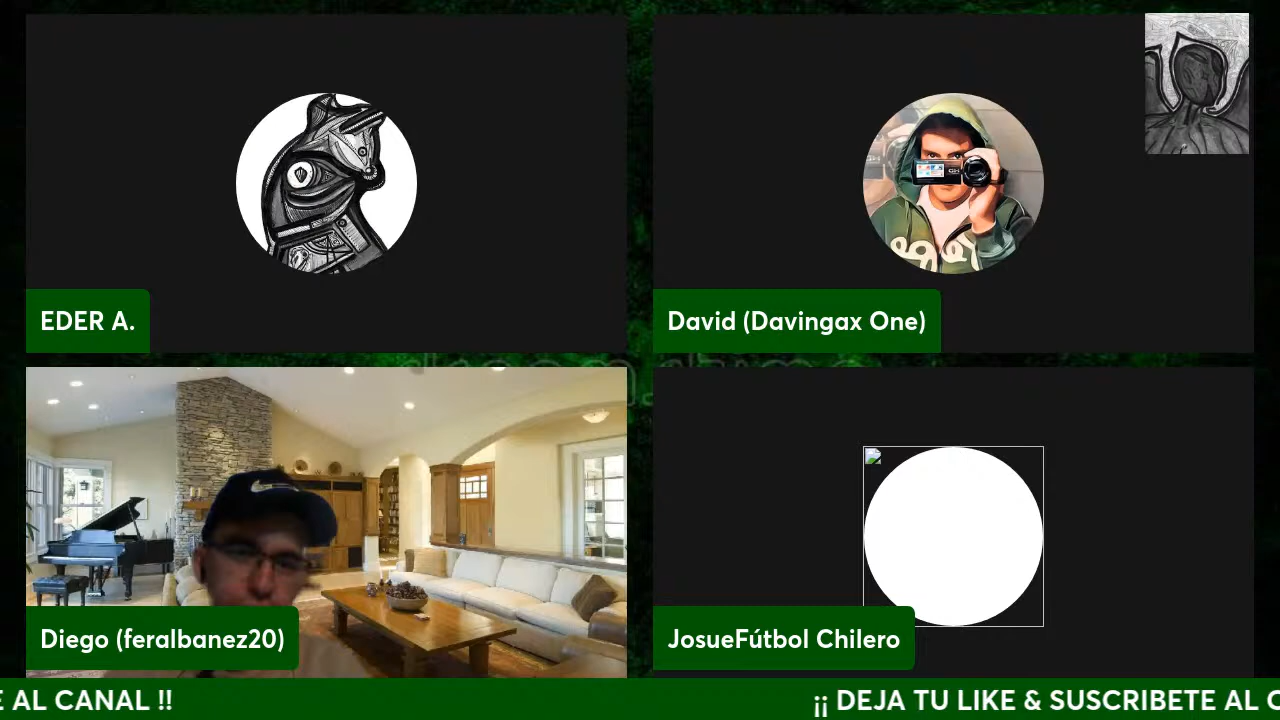 EDER A.
David (Davingax One)
Diego (feralbanez20)
JosueFútbol Chilero
E AL CANAL !!
¡¡ DEJA TU LIKE & SUSCRIBETE AL C